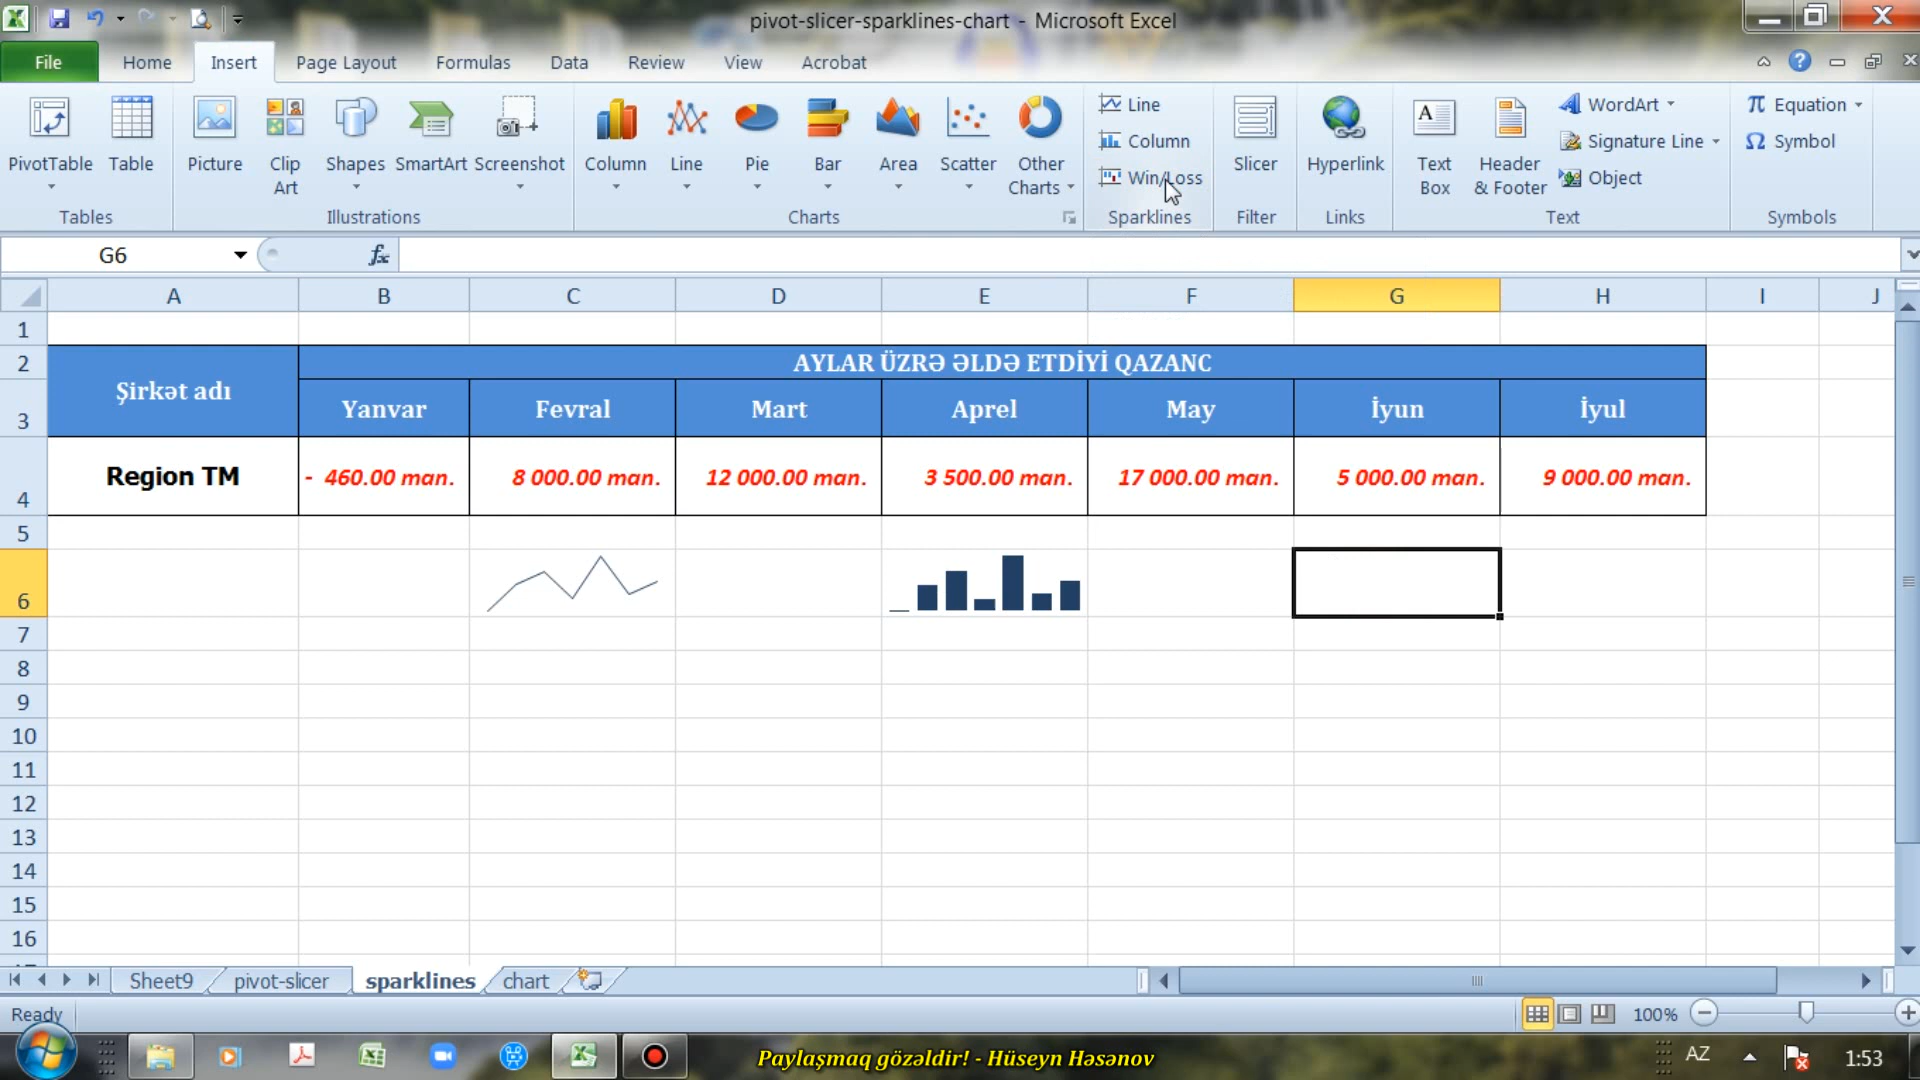 pivot-slicer-sparklines-chart - Microsoft Excel
File Home Insert Page Layout Formulas Data Review View Acrobat
PivotTable Table
Tables
Picture Clip Art Shapes SmartArt Screenshot
Illustrations
Column Line Pie Bar Area Scatter Other Charts
Charts
Line
Column
Win/Loss
Sparklines
Slicer
Filter
Hyperlink
Links
Text Box Header & Footer
WordArt
Signature Line
Object
Text
Equation
Symbol
Symbols
G6 fx
A B C D E F G H I J
1
2 AYLAR ÜZRƏ ƏLDƏ ETDİYİ QAZANC
Şirkət adı
3 Yanvar Fevral Mart Aprel May İyun İyul
4 Region TM - 460.00 man. 8 000.00 man. 12 000.00 man. 3 500.00 man. 17 000.00 man. 5 000.00 man. 9 000.00 man.
5
6
7
8
9
10
11
12
13
14
15
16
Sheet9 pivot-slicer sparklines chart
Ready 100%
Paylaşmaq gözəldir! - Hüseyn Həsənov AZ 1:53